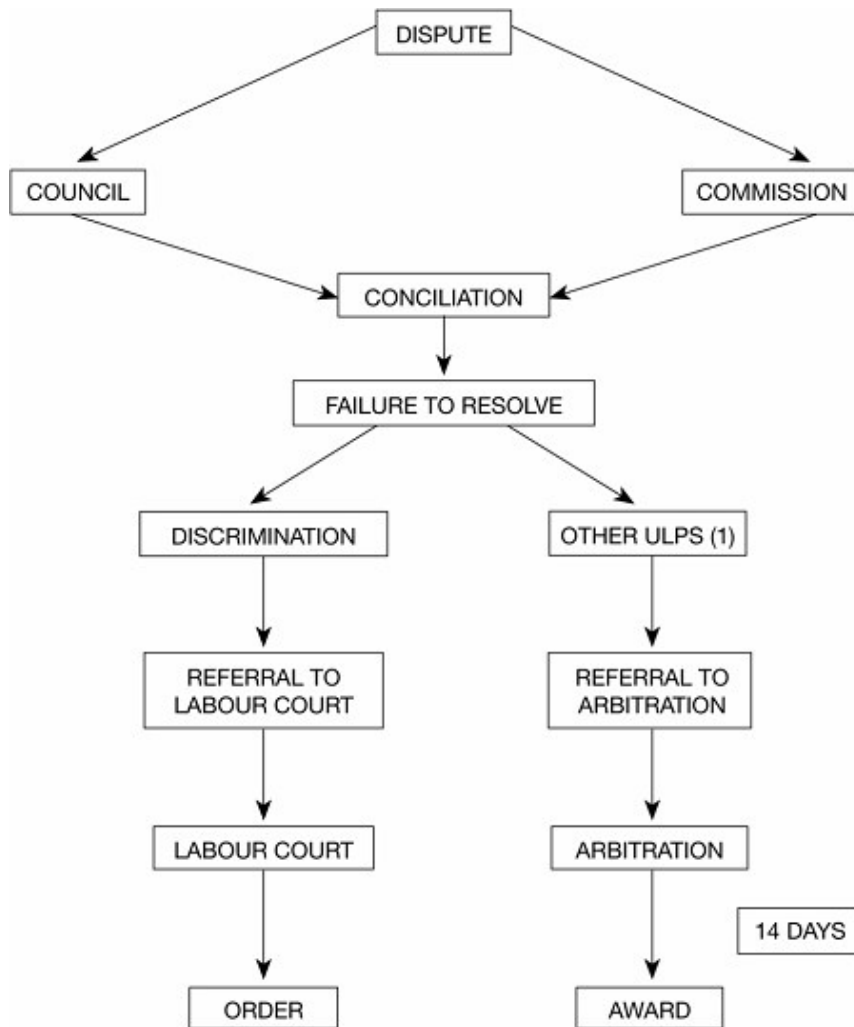 DISPUTE
COUNCIL
COMMISSION
CONCILIATION
FAILURE TO RESOLVE
DISCRIMINATION
OTHER ULPS (1)
REFERRAL TO
LABOUR COURT
REFERRAL TO
ARBITRATION
LABOUR COURT
ARBITRATION
14 DAYS
ORDER
AWARD